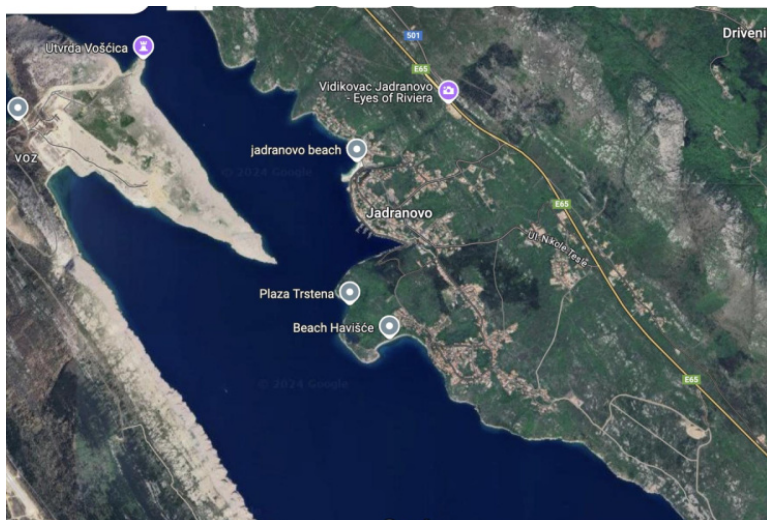 501
Driveni
Utvrda Vošćica
E65
Vidikovac Jadranovo
- Eyes of Riviera
jadranovo beach
VOZ
© 2024 Google
Jadranovo
E65
Ul. Nikole Tesle
Plaza Trstena
Beach Havišće
E65
© 2024 Google